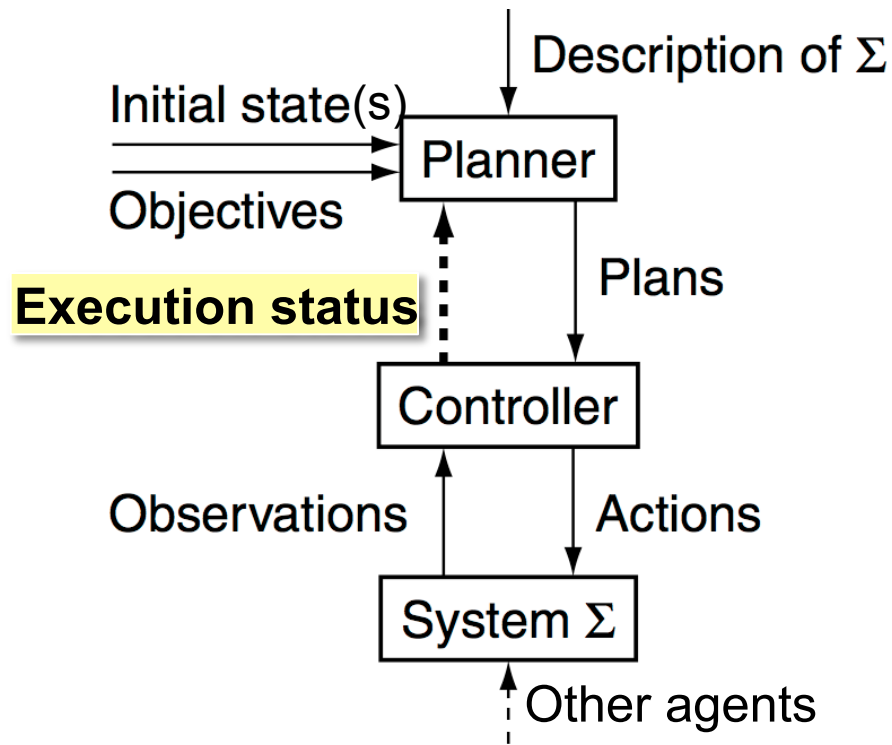 Description of Σ
Initial state(s)
Planner
Objectives
Plans
Execution status
Controller
Observations
Actions
System Σ
Other agents